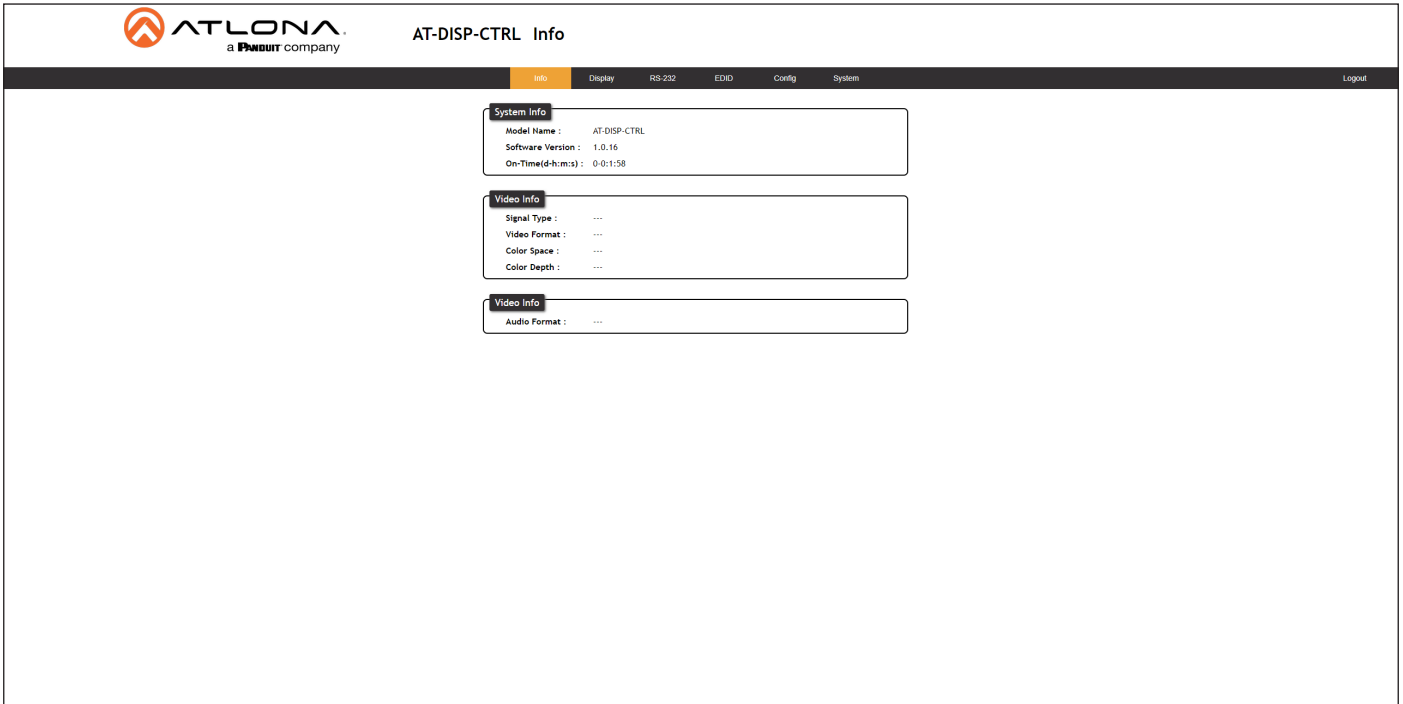 ATLONA.
a PANDUIT company
AT-DISP-CTRL Info
Info Display RS-232 EDID Config System Logout
System Info
Model Name : AT-DISP-CTRL
Software Version : 1.0.16
On-Time(d-h:m:s) : 0-0:1:58
Video Info
Signal Type : ---
Video Format : ---
Color Space : ---
Color Depth : ---
Video Info
Audio Format : ---